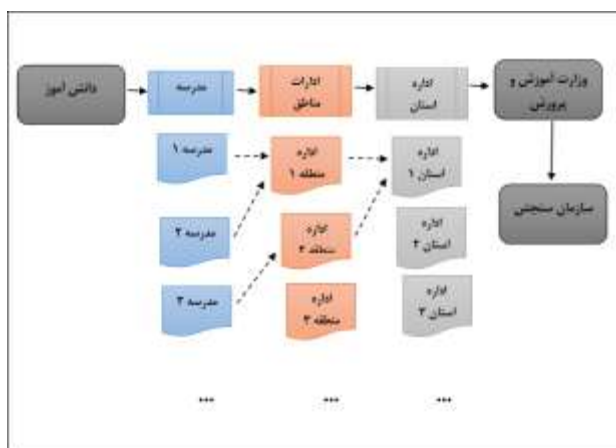 دانش آموز
مدرسه
ادارات
مناطق
اداره
استان
وزارت آموزش و
پرورش
مدرسه ۱
اداره
منطقه ۱
اداره
استان ۱
سازمان سنجش
مدرسه ۲
اداره
منطقه ۲
اداره
استان ۲
مدرسه ۳
اداره
منطقه ۳
اداره
استان ۳
...
...
...